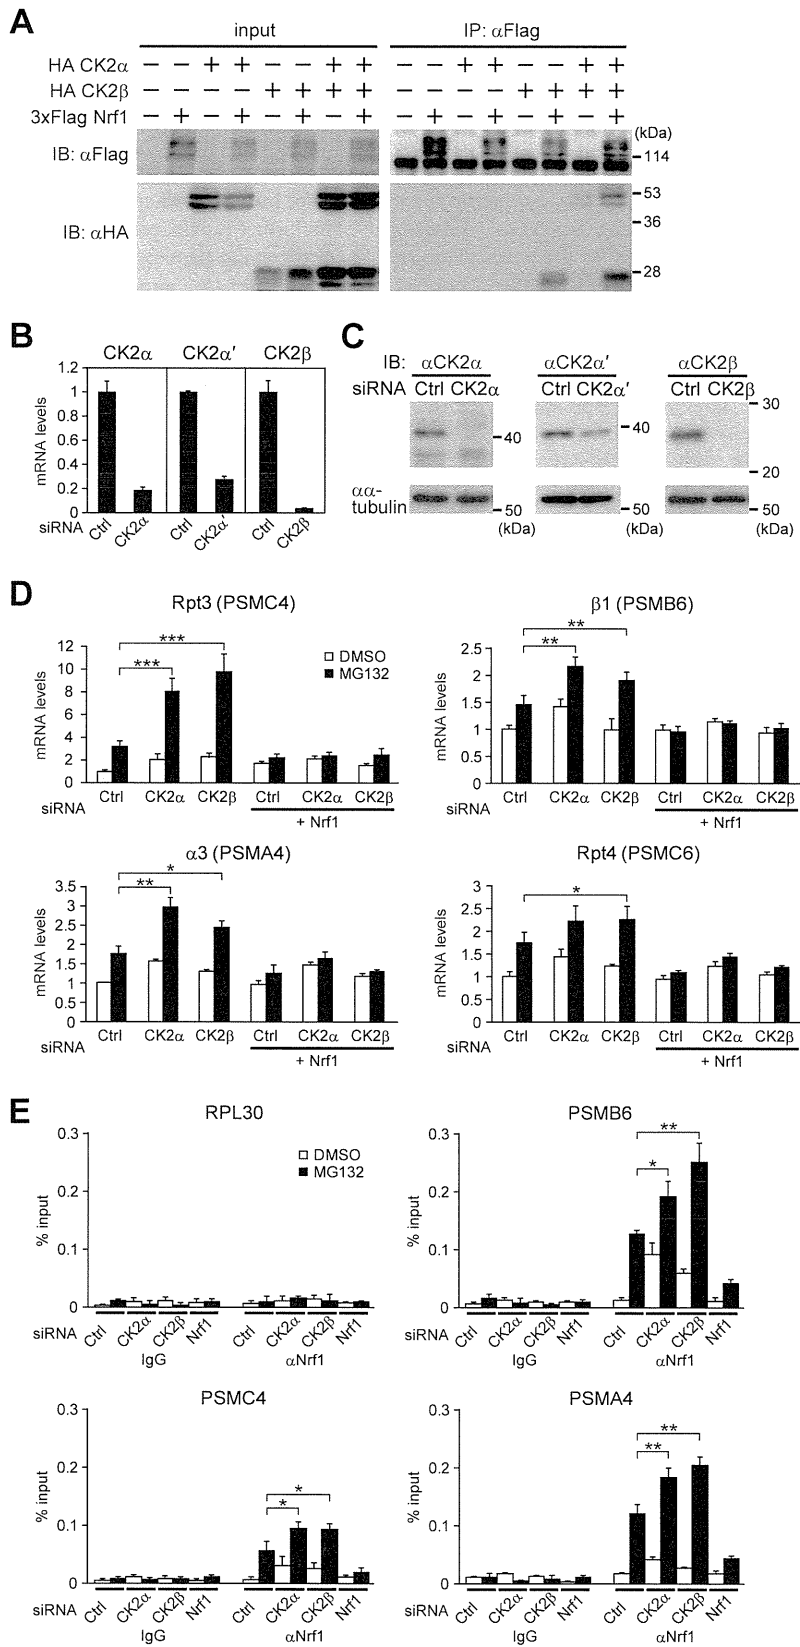 A
input IP: αFlag
HA CK2α − − + + − − + + − − + + − − + +
HA CK2β − − − − + + + + − − − − + + + +
3xFlag Nrf1 − + − + − + − + − + − + − + − +
(kDa)
IB: αFlag
114
IB: αHA
53
36
28
B
CK2α CK2α′ CK2β
mRNA levels
1.2
1
0.8
0.6
0.4
0.2
0
siRNA Ctrl CK2α Ctrl CK2α′ Ctrl CK2β
C
IB: αCK2α αCK2α′ αCK2β
siRNA Ctrl CK2α Ctrl CK2α′ Ctrl CK2β
40
40
30
20
αα-
tubulin
50 50 50
(kDa) (kDa) (kDa)
D
Rpt3 (PSMC4)
mRNA levels
12
10
8
6
4
2
0
*** ***
DMSO
MG132
siRNA Ctrl CK2α CK2β Ctrl CK2α CK2β
+ Nrf1
β1 (PSMB6)
mRNA levels
2.5
2
1.5
1
0.5
0
** **
Ctrl CK2α CK2β Ctrl CK2α CK2β
siRNA
+ Nrf1
α3 (PSMA4)
mRNA levels
3.5
3
2.5
2
1.5
1
0.5
0
* **
Ctrl CK2α CK2β Ctrl CK2α CK2β
siRNA
+ Nrf1
Rpt4 (PSMC6)
mRNA levels
3
2.5
2
1.5
1
0.5
0
*
Ctrl CK2α CK2β Ctrl CK2α CK2β
siRNA
+ Nrf1
E
RPL30
% input
0.3
0.2
0.1
0
DMSO
MG132
siRNA Ctrl CK2α CK2β Nrf1 Ctrl CK2α CK2β Nrf1
IgG αNrf1
PSMB6
% input
0.3
0.2
0.1
0
** *
siRNA Ctrl CK2α CK2β Nrf1 Ctrl CK2α CK2β Nrf1
IgG αNrf1
PSMC4
% input
0.3
0.2
0.1
0
* *
siRNA Ctrl CK2α CK2β Nrf1 Ctrl CK2α CK2β Nrf1
IgG αNrf1
PSMA4
% input
0.3
0.2
0.1
0
** **
siRNA Ctrl CK2α CK2β Nrf1 Ctrl CK2α CK2β Nrf1
IgG αNrf1